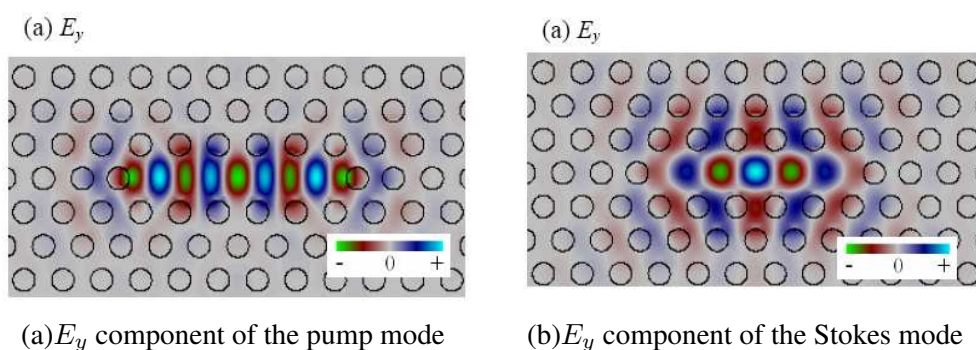 (a) E_y
(a) E_y
- 0 +
- 0 +
(a)E_y component of the pump mode
(b)E_y component of the Stokes mode